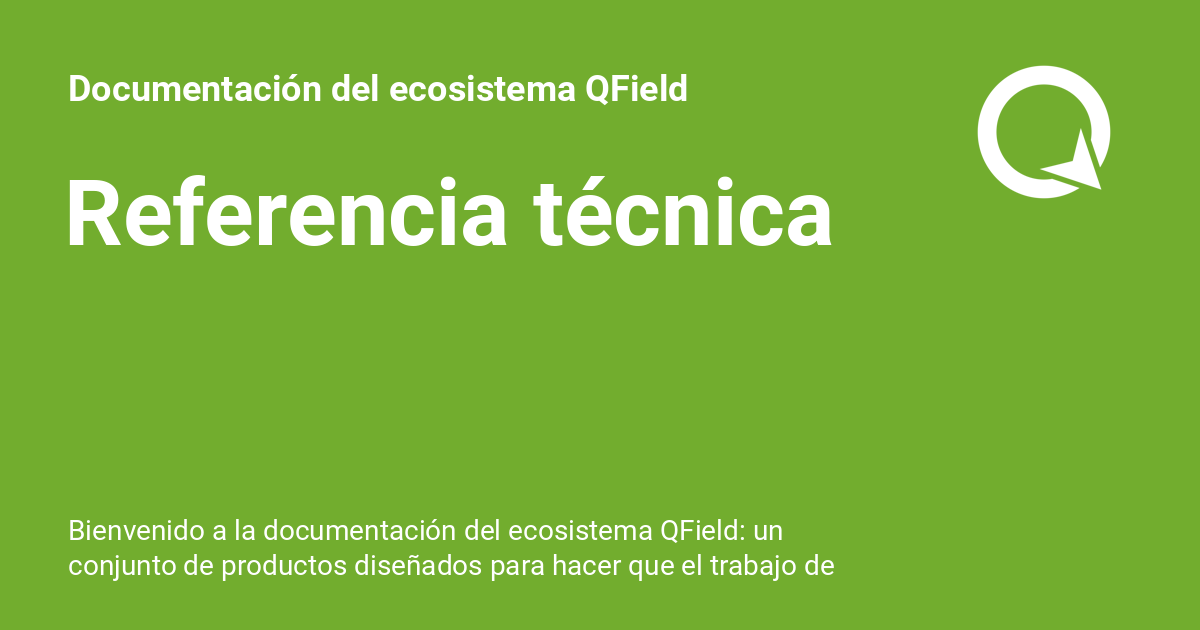 Documentación del ecosistema QField
Referencia técnica
Bienvenido a la documentación del ecosistema QField: un
conjunto de productos diseñados para hacer que el trabajo de